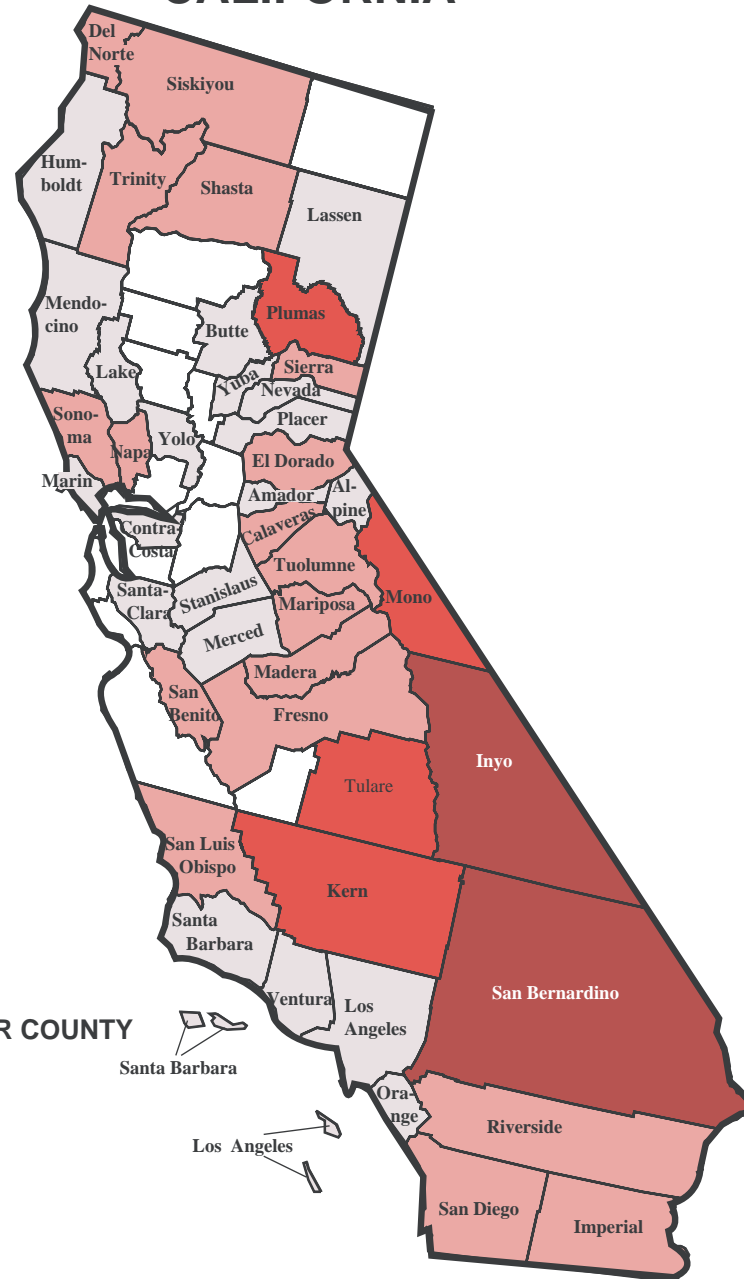 CALIFORNIA
Del
Norte
Siskiyou
Hum-
boldt
Trinity
Shasta
Lassen
Mendo-
cino
Butte
Plumas
Lake
Yuba
Sierra
Nevada
Sono-
ma
Napa
Yolo
Placer
El Dorado
Marin
Amador
Al-
pine
Contra-
Costa
Calaveras
Tuolumne
Santa-
Clara
Stanislaus
Mariposa
Mono
Merced
Madera
San
Benito
Fresno
Inyo
Tulare
San Luis
Obispo
Kern
Santa
Barbara
Ventura
Los
Angeles
San Bernardino
R COUNTY
Santa Barbara
Ora-
nge
Los Angeles
Riverside
San Diego
Imperial